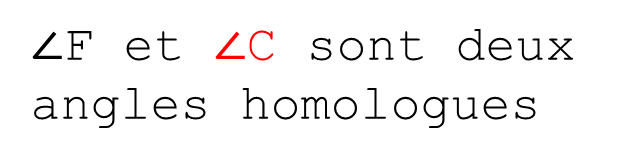 ∠F et ∠C sont deux
angles homologues